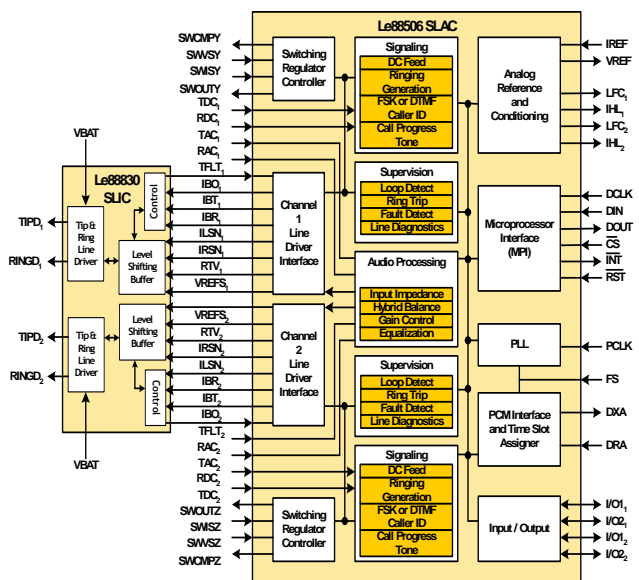 Le88506 SLAC
SWCMPY
SWVSY
SWISY
SWOUTY
TDC1
RDC1
TAC1
RAC1
TFLT1
IBO1
IBT1
IBR1
ILSN1
IRSN1
RTV1
VREFS1
VREFS2
RTV2
IRSN2
ILSN2
IBR2
IBT2
IBO2
TFLT2
RAC2
TAC2
RDC2
TDC2
SWOUTZ
SWISZ
SWVSZ
SWCMPZ
VBAT
Le88830
SLIC
TIPD1
RINGD1
Tip &
Ring
Line
Driver
Control
Level
Shifting
Buffer
TIPD2
RINGD2
Tip &
Ring
Line
Driver
Level
Shifting
Buffer
Control
VBAT
Switching
Regulator
Controller
Channel
1
Line
Driver
Interface
Channel
2
Line
Driver
Interface
Switching
Regulator
Controller
Signaling
DC Feed
Ringing
Generation
FSK or DTMF
Caller ID
Call Progress
Tone
Supervision
Loop Detect
Ring Trip
Fault Detect
Line Diagnostics
Audio Processing
Input Impedance
Hybrid Balance
Gain Control
Equalization
Supervision
Loop Detect
Ring Trip
Fault Detect
Line Diagnostics
Signaling
DC Feed
Ringing
Generation
FSK or DTMF
Caller ID
Call Progress
Tone
Analog
Reference
and
Conditioning
Microprocessor
Interface
(MPI)
PLL
PCM Interface
and Time Slot
Assigner
Input / Output
IREF
VREF
LFC1
IHL1
LFC2
IHL2
DCLK
DIN
DOUT
CS
INT
RST
PCLK
FS
DXA
DRA
I/O11
I/O21
I/O12
I/O22